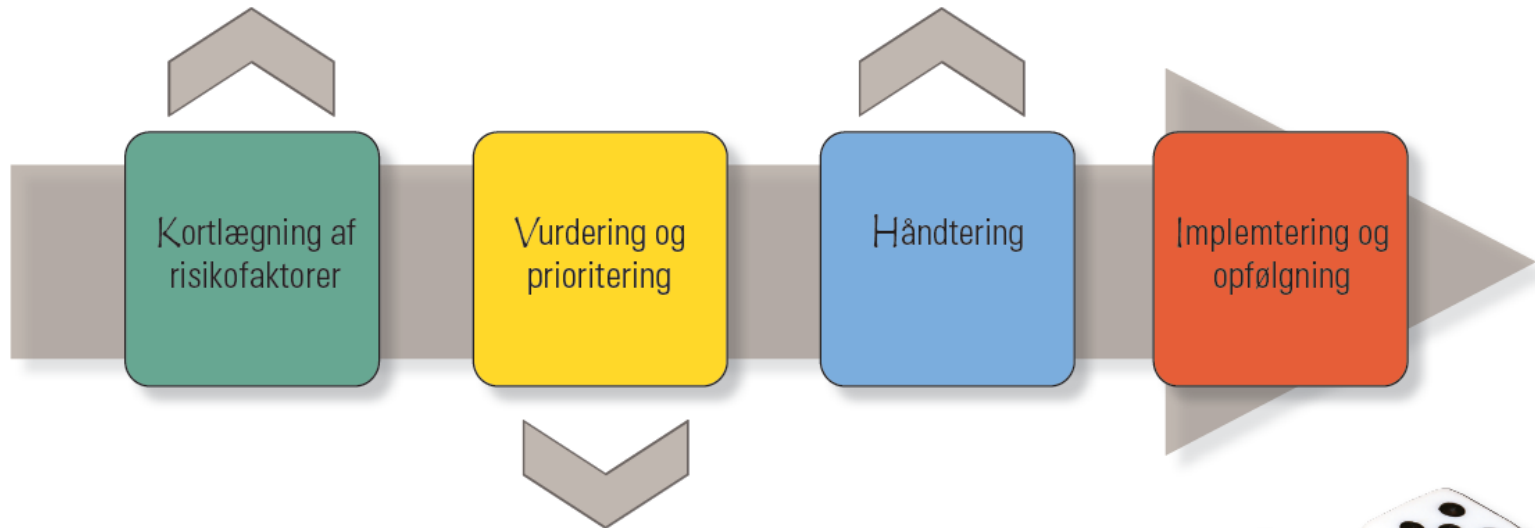 Kortlægning af
risikofaktorer
Vurdering og
prioritering
Håndtering
Implemtering og
opfølgning